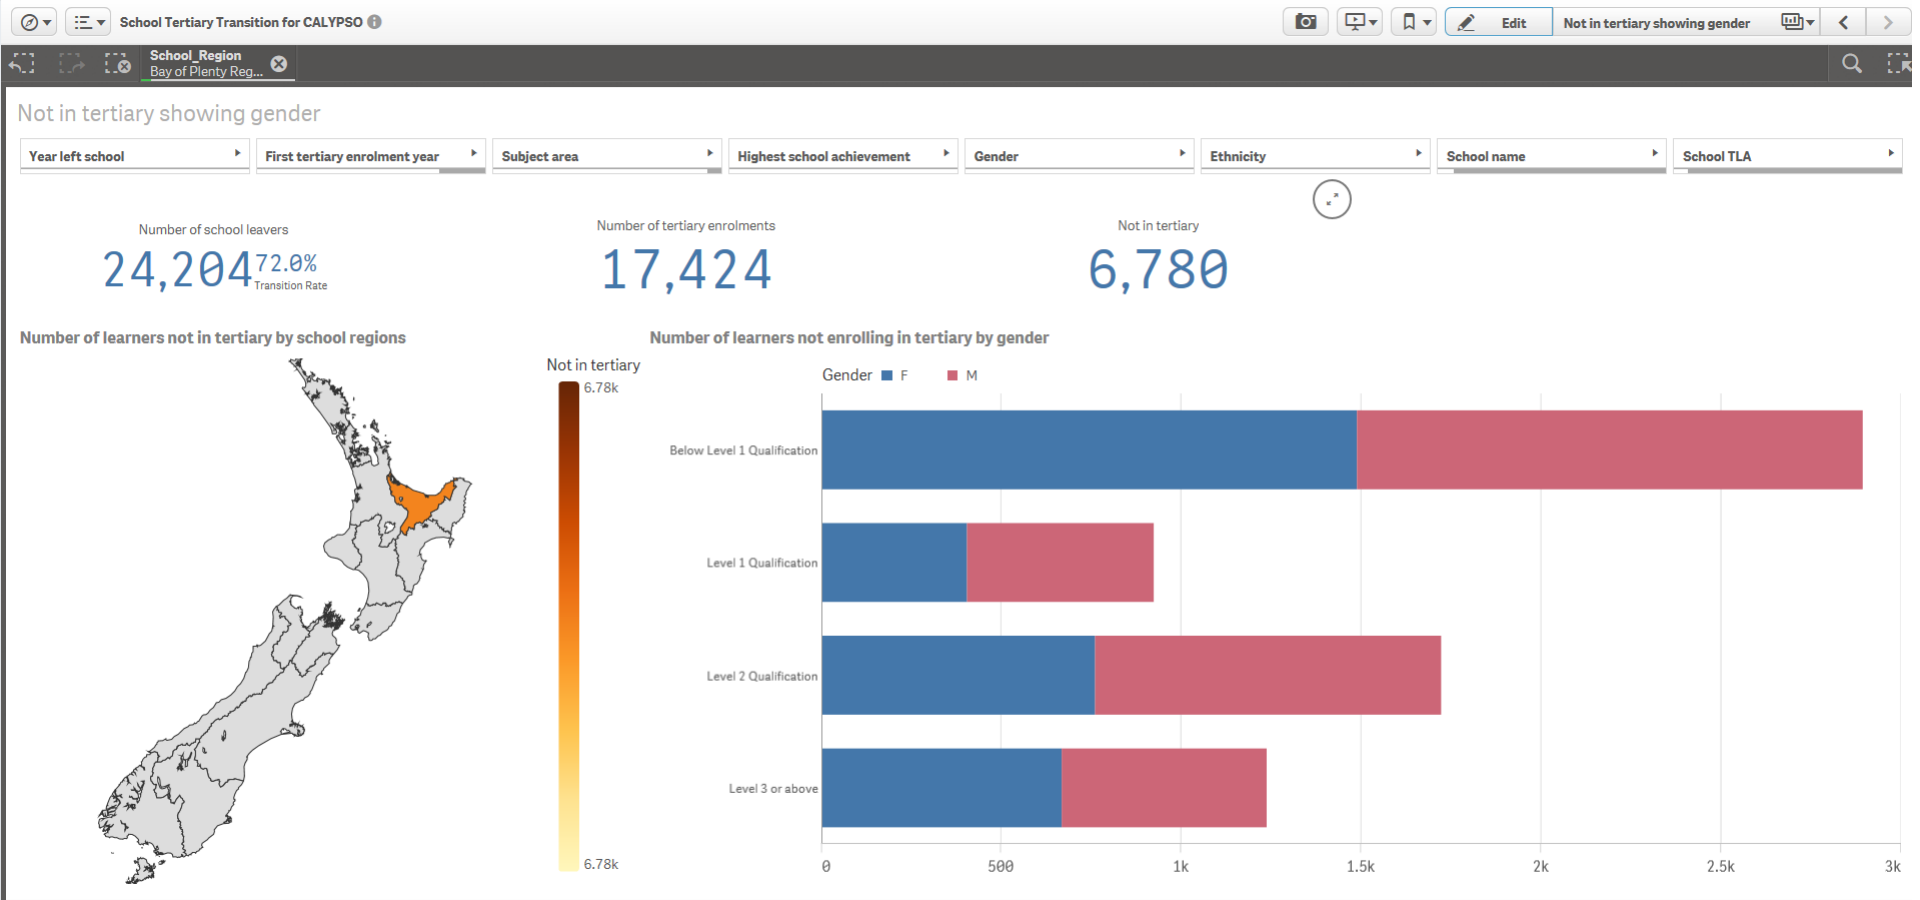 School Tertiary Transition for CALYPSO
Edit
Not in tertiary showing gender
School_Region
Bay of Plenty Reg...
Not in tertiary showing gender
Year left school
First tertiary enrolment year
Subject area
Highest school achievement
Gender
Ethnicity
School name
School TLA
Number of school leavers
24,204
72.0%
Transition Rate
Number of tertiary enrolments
17,424
Not in tertiary
6,780
Number of learners not in tertiary by school regions
Not in tertiary
6.78k
6.78k
Number of learners not enrolling in tertiary by gender
Gender F M
Below Level 1 Qualification
Level 1 Qualification
Level 2 Qualification
Level 3 or above
0 500 1k 1.5k 2k 2.5k 3k